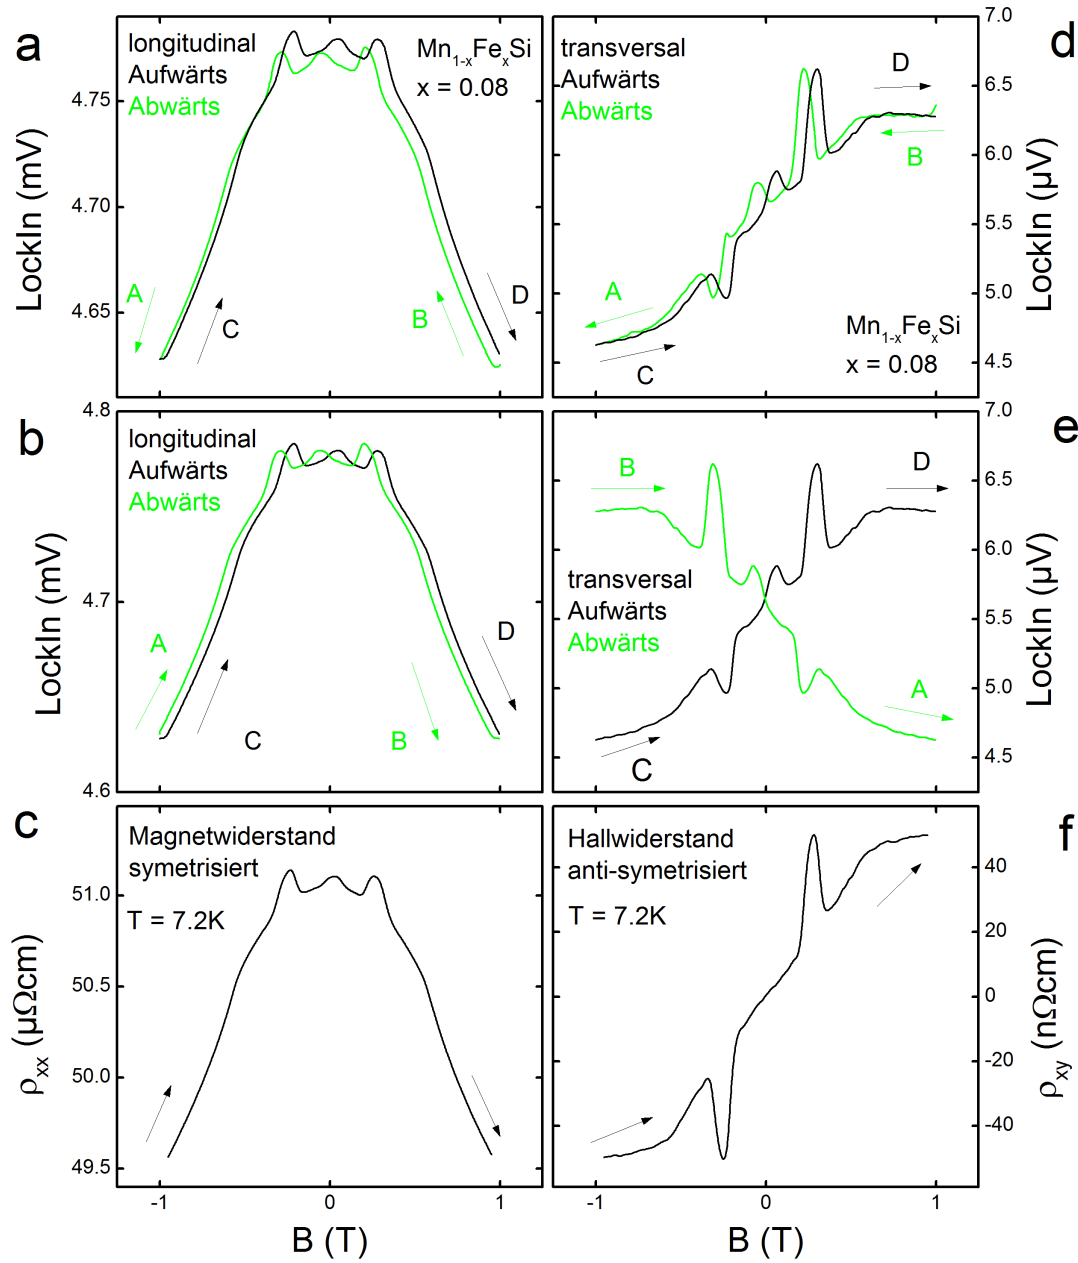 a
longitudinal
Aufwärts
Abwärts
Mn1-xFexSi
x = 0.08
4.75
4.70
4.65
LockIn (mV)
A
C
B
D
d
transversal
Aufwärts
Abwärts
D
B
A
C
Mn1-xFexSi
x = 0.08
7.0
6.5
6.0
5.5
5.0
4.5
LockIn (µV)
b
longitudinal
Aufwärts
Abwärts
4.8
4.7
4.6
LockIn (mV)
A
C
B
D
e
B
D
transversal
Aufwärts
Abwärts
A
C
7.0
6.5
6.0
5.5
5.0
4.5
LockIn (µV)
c
Magnetwiderstand
symetrisiert
T = 7.2K
51.0
50.5
50.0
49.5
ρxx (µΩcm)
-1
0
1
B (T)
f
Hallwiderstand
anti-symetrisiert
T = 7.2K
40
20
0
-20
-40
ρxy (nΩcm)
-1
0
1
B (T)